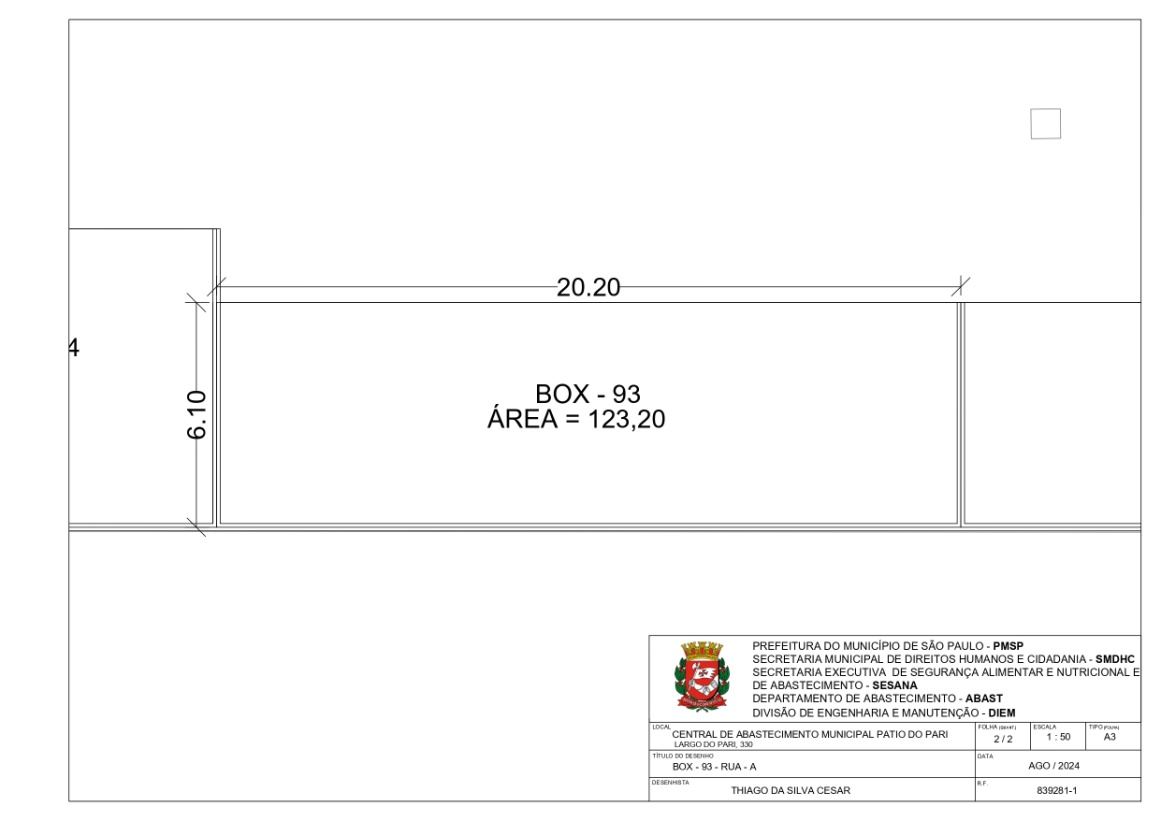 20.20
4
6.10
BOX - 93
ÁREA = 123,20
PREFEITURA DO MUNICÍPIO DE SÃO PAULO - PMSP
SECRETARIA MUNICIPAL DE DIREITOS HUMANOS E CIDADANIA - SMDHC
SECRETARIA EXECUTIVA DE SEGURANÇA ALIMENTAR E NUTRICIONAL E
DE ABASTECIMENTO - SESANA
DEPARTAMENTO DE ABASTECIMENTO - ABAST
DIVISÃO DE ENGENHARIA E MANUTENÇÃO - DIEM
LOCAL
CENTRAL DE ABASTECIMENTO MUNICIPAL PATIO DO PARI
LARGO DO PARI, 330
FOLHA
2 / 2
ESCALA
1 : 50
TIPO (FOLHA)
A3
TÍTULO DO DESENHO
BOX - 93 - RUA - A
DATA
AGO / 2024
DESENHISTA
THIAGO DA SILVA CESAR
R.F.
839281-1